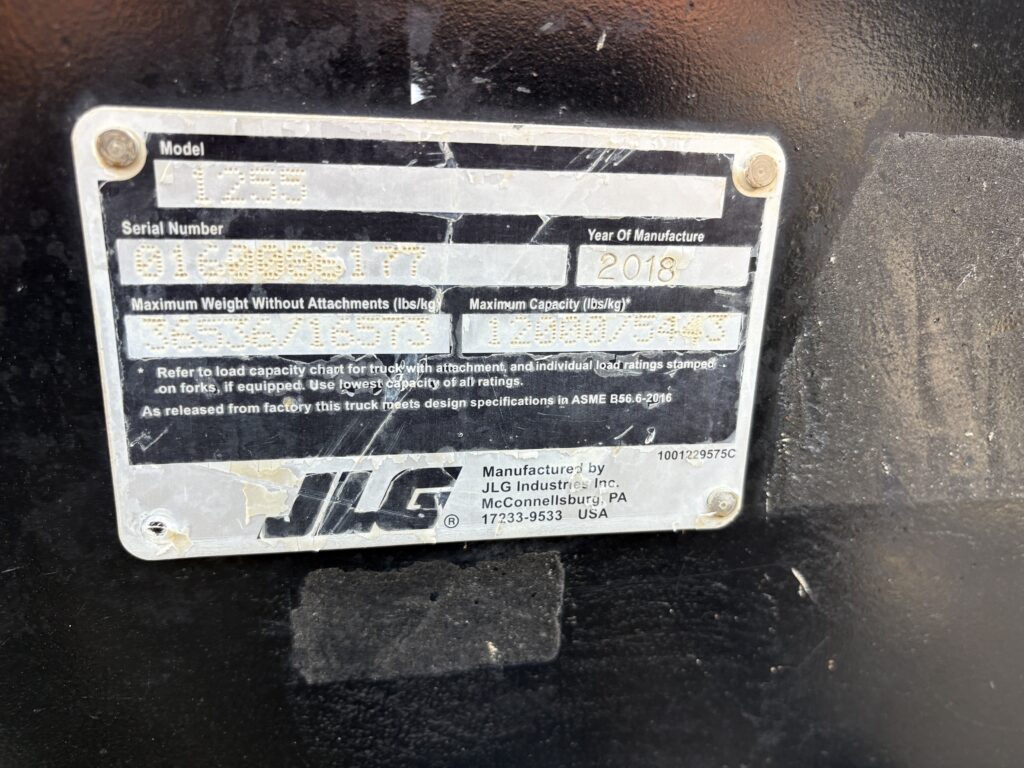 Model
1255
Serial Number
Year Of Manufacture
0160086177
2018
Maximum Weight Without Attachments (lbs/kg)
Maximum Capacity (lbs/kg)*
36536/16573
12000/5443
* Refer to load capacity chart for truck with attachment, and individual load ratings stamped
on forks, if equipped. Use lowest capacity of all ratings.
As released from factory this truck meets design specifications in ASME B56.6-2016
1001229575C
JLG®
Manufactured by
JLG Industries Inc.
McConnellsburg, PA
17233-9533 USA